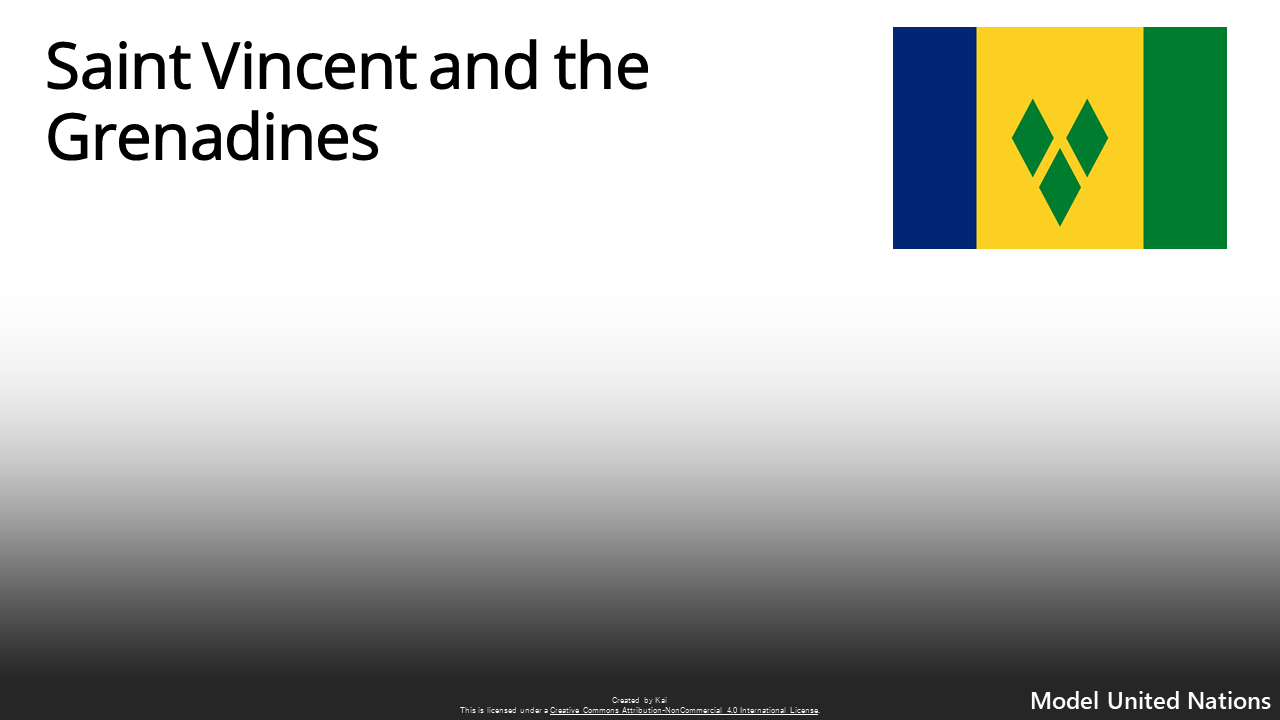 Saint Vincent and the
Grenadines
Created by Kai
This is licensed under a Creative Commons Attribution-NonCommercial 4.0 International License.
Model United Nations